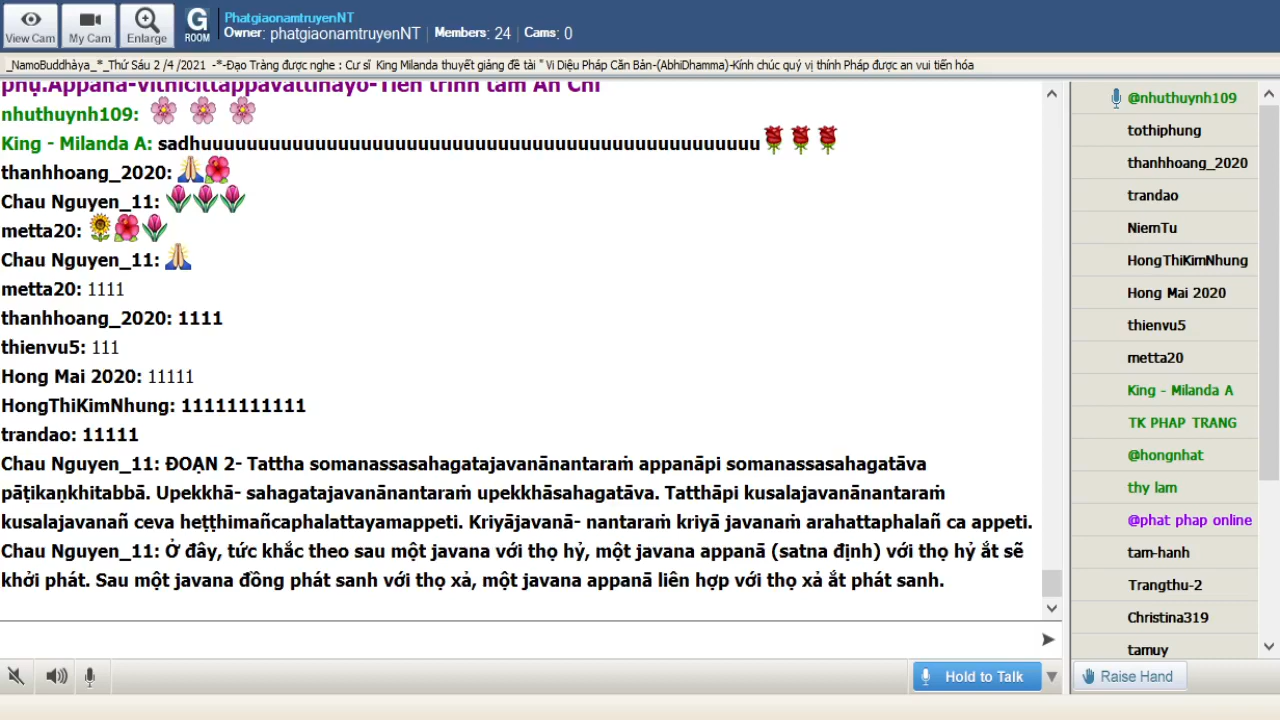 View Cam
My Cam
Enlarge
G
ROOM
PhatgiaonamtruyenNT
Owner: phatgiaonamtruyenNT | Members: 24 | Cams: 0
_NamoBuddhàya_*_Thứ Sáu 2 /4 /2021 -*-Đạo Tràng được nghe : Cư sĩ King Milanda thuyết giảng đề tài " Vi Diệu Pháp Căn Bản-(AbhiDhamma)-Kính chúc quý vị thính Pháp được an vui tiến hóa
phụ.Appanā-Vīthicittappavattinayo-Tiến trình tâm An Chỉ
nhuthuynh109:
King - Milanda A: sadhuuuuuuuuuuuuuuuuuuuuuuuuuuuuuuuuuuuuuuuuuuuuuuuuu
thanhhoang_2020:
Chau Nguyen_11:
metta20:
Chau Nguyen_11:
metta20: 1111
thanhhoang_2020: 1111
thienvu5: 111
Hong Mai 2020: 11111
HongThiKimNhung: 11111111111
trandao: 11111
Chau Nguyen_11: ĐOẠN 2- Tattha somanassasahagatajavanānantaraṁ appanāpi somanassasahagatāva
pāṭikaṇkhitabbā. Upekkhā- sahagatajavanānantaraṁ upekkhāsahagatāva. Tatthāpi kusalajavanānantaraṁ
kusalajavanañ ceva heṭṭhimañcaphalattayamappeti. Kriyājavanā- nantaraṁ kriyā javanaṁ arahattaphalañ ca appeti.
Chau Nguyen_11: Ở đây, tức khắc theo sau một javana với thọ hỷ, một javana appanā (satna định) với thọ hỷ ắt sẽ
khởi phát. Sau một javana đồng phát sanh với thọ xả, một javana appanā liên hợp với thọ xả ắt phát sanh.
Hold to Talk
@nhuthuynh109
tothiphung
thanhhoang_2020
trandao
NiemTu
HongThiKimNhung
Hong Mai 2020
thienvu5
metta20
King - Milanda A
TK PHAP TRANG
@hongnhat
thy lam
@phat phap online
tam-hanh
Trangthu-2
Christina319
tamuy
Raise Hand